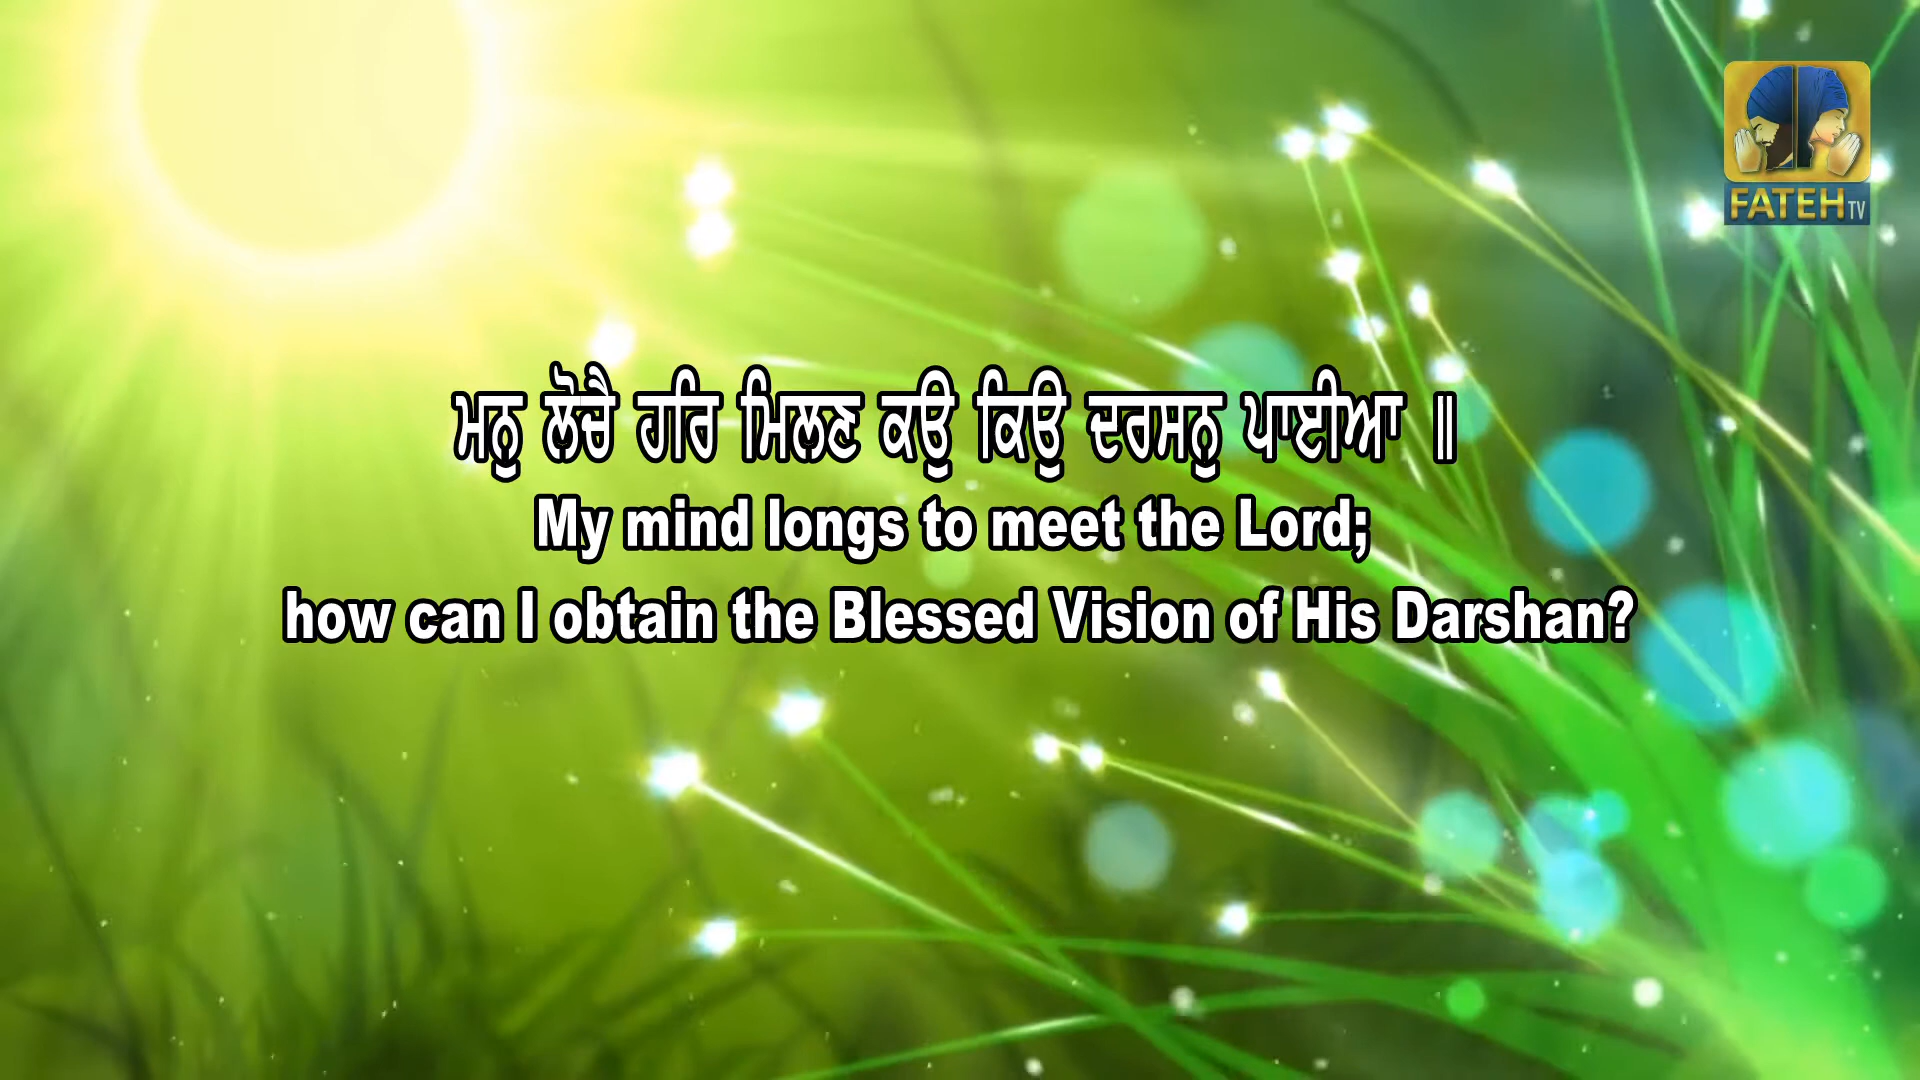 FATEH TV
ਮਨੁ ਲੋਚੈ ਹਰਿ ਮਿਲਣ ਕਉ ਕਿਉ ਦਰਸਨੁ ਪਾਈਆ ॥
My mind longs to meet the Lord;
how can I obtain the Blessed Vision of His Darshan?